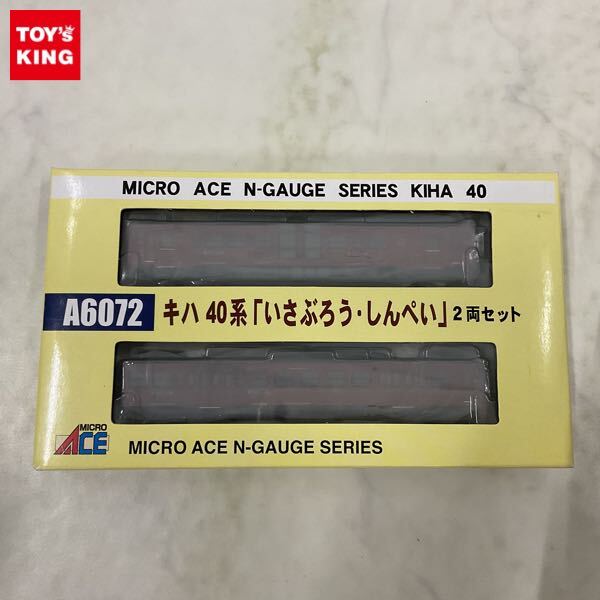 TOY's
KING
MICRO ACE N-GAUGE SERIES KIHA 40
A6072 キハ 40系「いさぶろう・しんぺい」2両セット
MICRO
ACE
MICRO ACE N-GAUGE SERIES